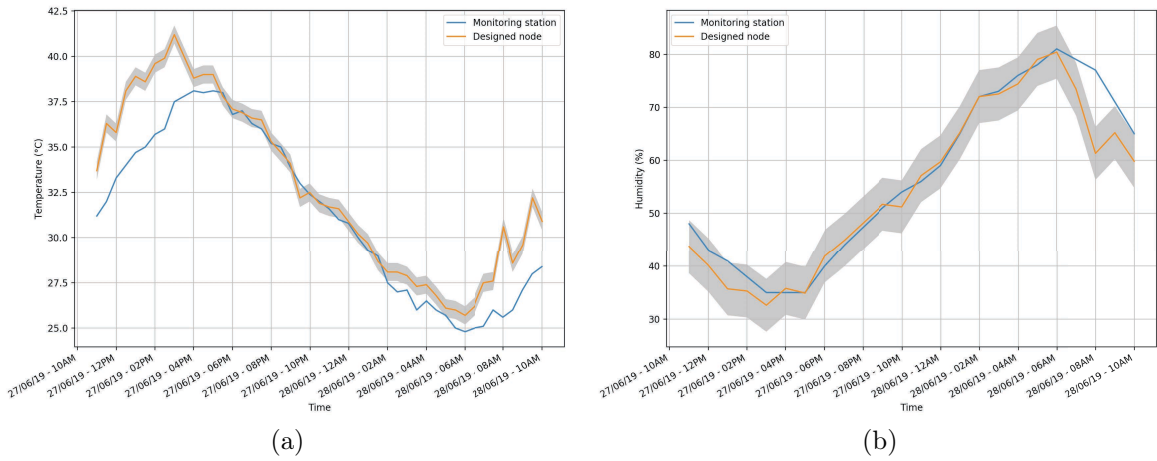 42.5
40.0
37.5
35.0
32.5
30.0
27.5
25.0
Temperature (°C)
Monitoring station
Designed node
27/06/19 - 10AM
27/06/19 - 12PM
27/06/19 - 02PM
27/06/19 - 04PM
27/06/19 - 06PM
27/06/19 - 08PM
27/06/19 - 10PM
28/06/19 - 12AM
28/06/19 - 02AM
28/06/19 - 04AM
28/06/19 - 06AM
28/06/19 - 08AM
28/06/19 - 10AM
Time
(a)
80
70
60
50
40
30
Humidity (%)
Monitoring station
Designed node
27/06/19 - 10AM
27/06/19 - 12PM
27/06/19 - 02PM
27/06/19 - 04PM
27/06/19 - 06PM
27/06/19 - 08PM
27/06/19 - 10PM
28/06/19 - 12AM
28/06/19 - 02AM
28/06/19 - 04AM
28/06/19 - 06AM
28/06/19 - 08AM
28/06/19 - 10AM
Time
(b)